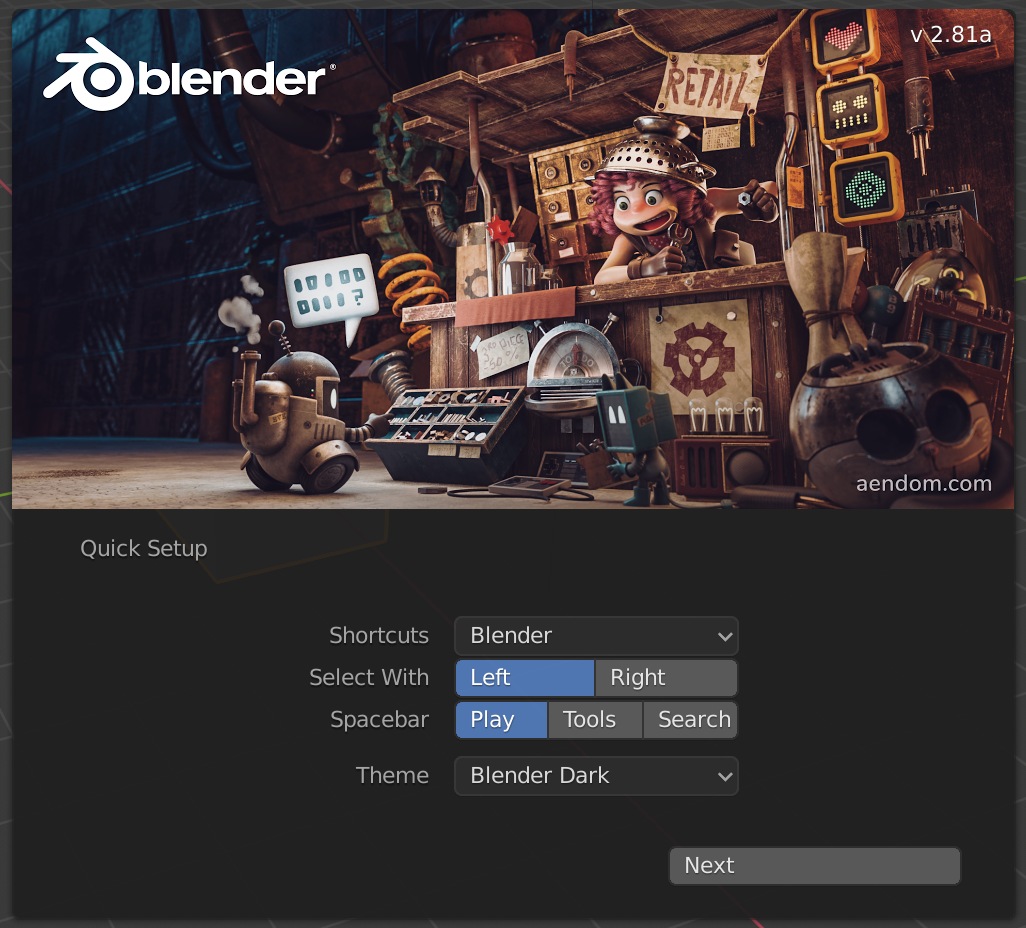 blender®
v 2.81a
RETAIL
aendom.com
Quick Setup
Shortcuts Blender
Select With Left Right
Spacebar Play Tools Search
Theme Blender Dark
Next